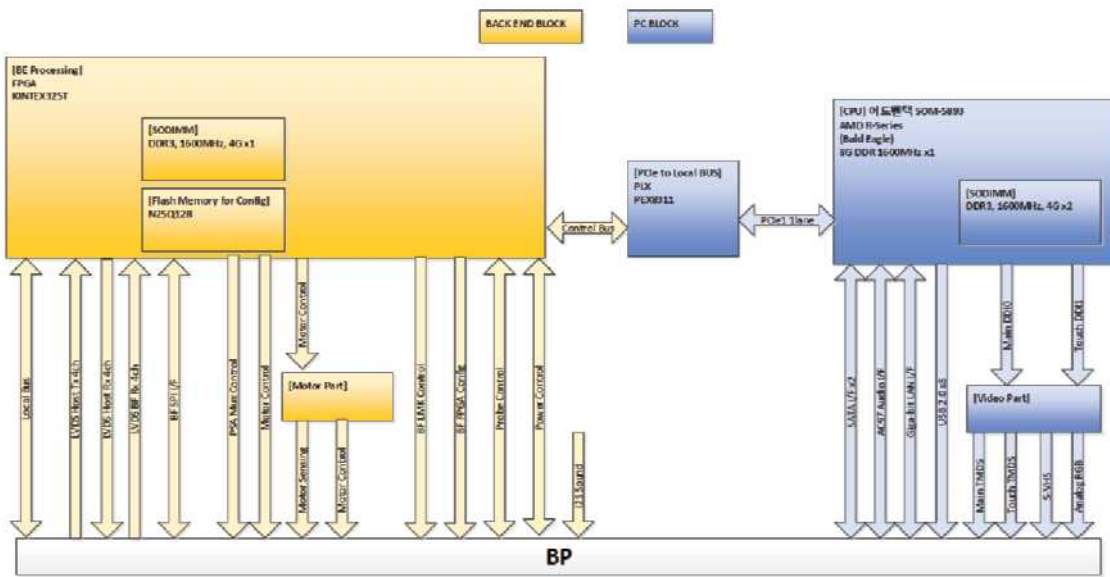 BACK END BLOCK
PC BLOCK
[BE Processing]
FPGA
KINTEX325T
[SODIMM]
DDR3, 1600MHz, 4G x1
[Flash Memory for Config]
N25Q128
[PCIe to Local BUS]
PLX
PEX8311
Control Bus
PCIe1 1lane
[CPU] 어드밴텍 SOM-5893
AMD R-Series
(Bald Eagle)
8G DDR 1600MHz x1
[SODIMM]
DDR3, 1600MHz, 4G x2
Local Bus
LVDS Host Tx 4ch
LVDS Host Rx 4ch
LVDS BF Rx 4ch
BF SPI I/F
PSA Mux Control
Motor Control
Motor Control
[Motor Part]
Motor Sensing
Motor Control
BF LMK Control
BF FPGA Config
Probe Control
Power Control
I2S Sound
SATA I/F x2
AC97 Audio I/F
Giga-bit LAN I/F
USB 2.0 x8
Main DDI0
Touch DDI1
[Video Part]
Main TMDS
Touch TMDS
S-VHS
Analog RGB
BP